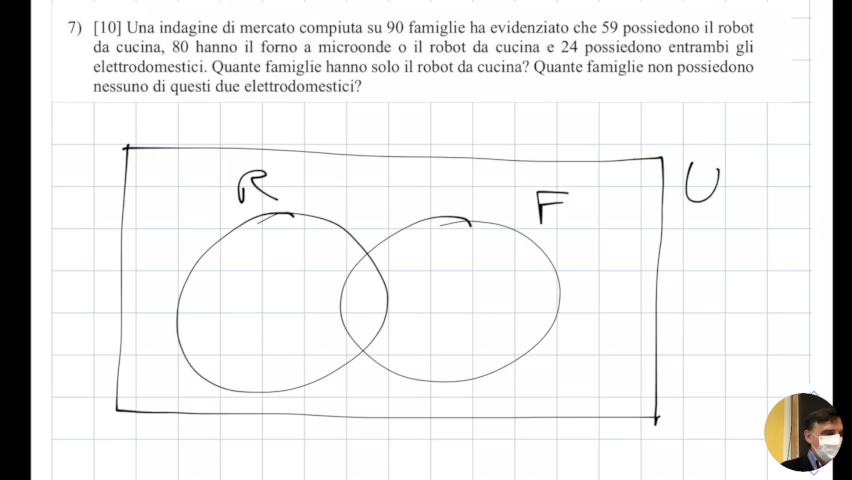 7) [10] Una indagine di mercato compiuta su 90 famiglie ha evidenziato che 59 possiedono il robot
da cucina, 80 hanno il forno a microonde o il robot da cucina e 24 possiedono entrambi gli
elettrodomestici. Quante famiglie hanno solo il robot da cucina? Quante famiglie non possiedono
nessuno di questi due elettrodomestici?
R
F
U